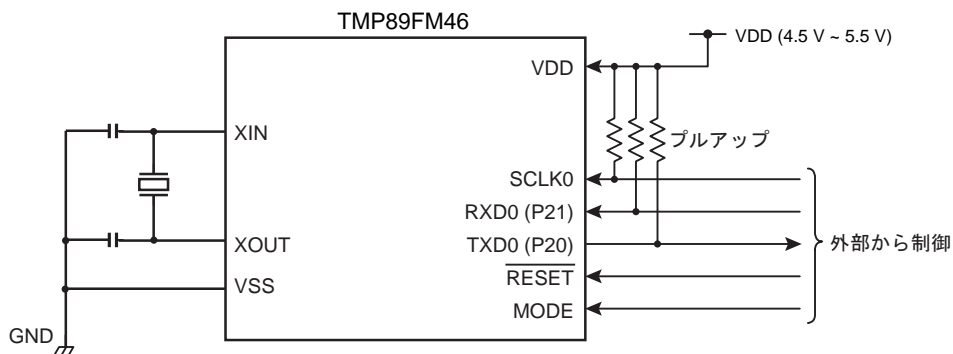 TMP89FM46
VDD (4.5 V ~ 5.5 V)
VDD
XIN
プルアップ
SCLK0
RXD0 (P21)
XOUT
TXD0 (P20)
外部から制御
RESET
VSS
MODE
GND